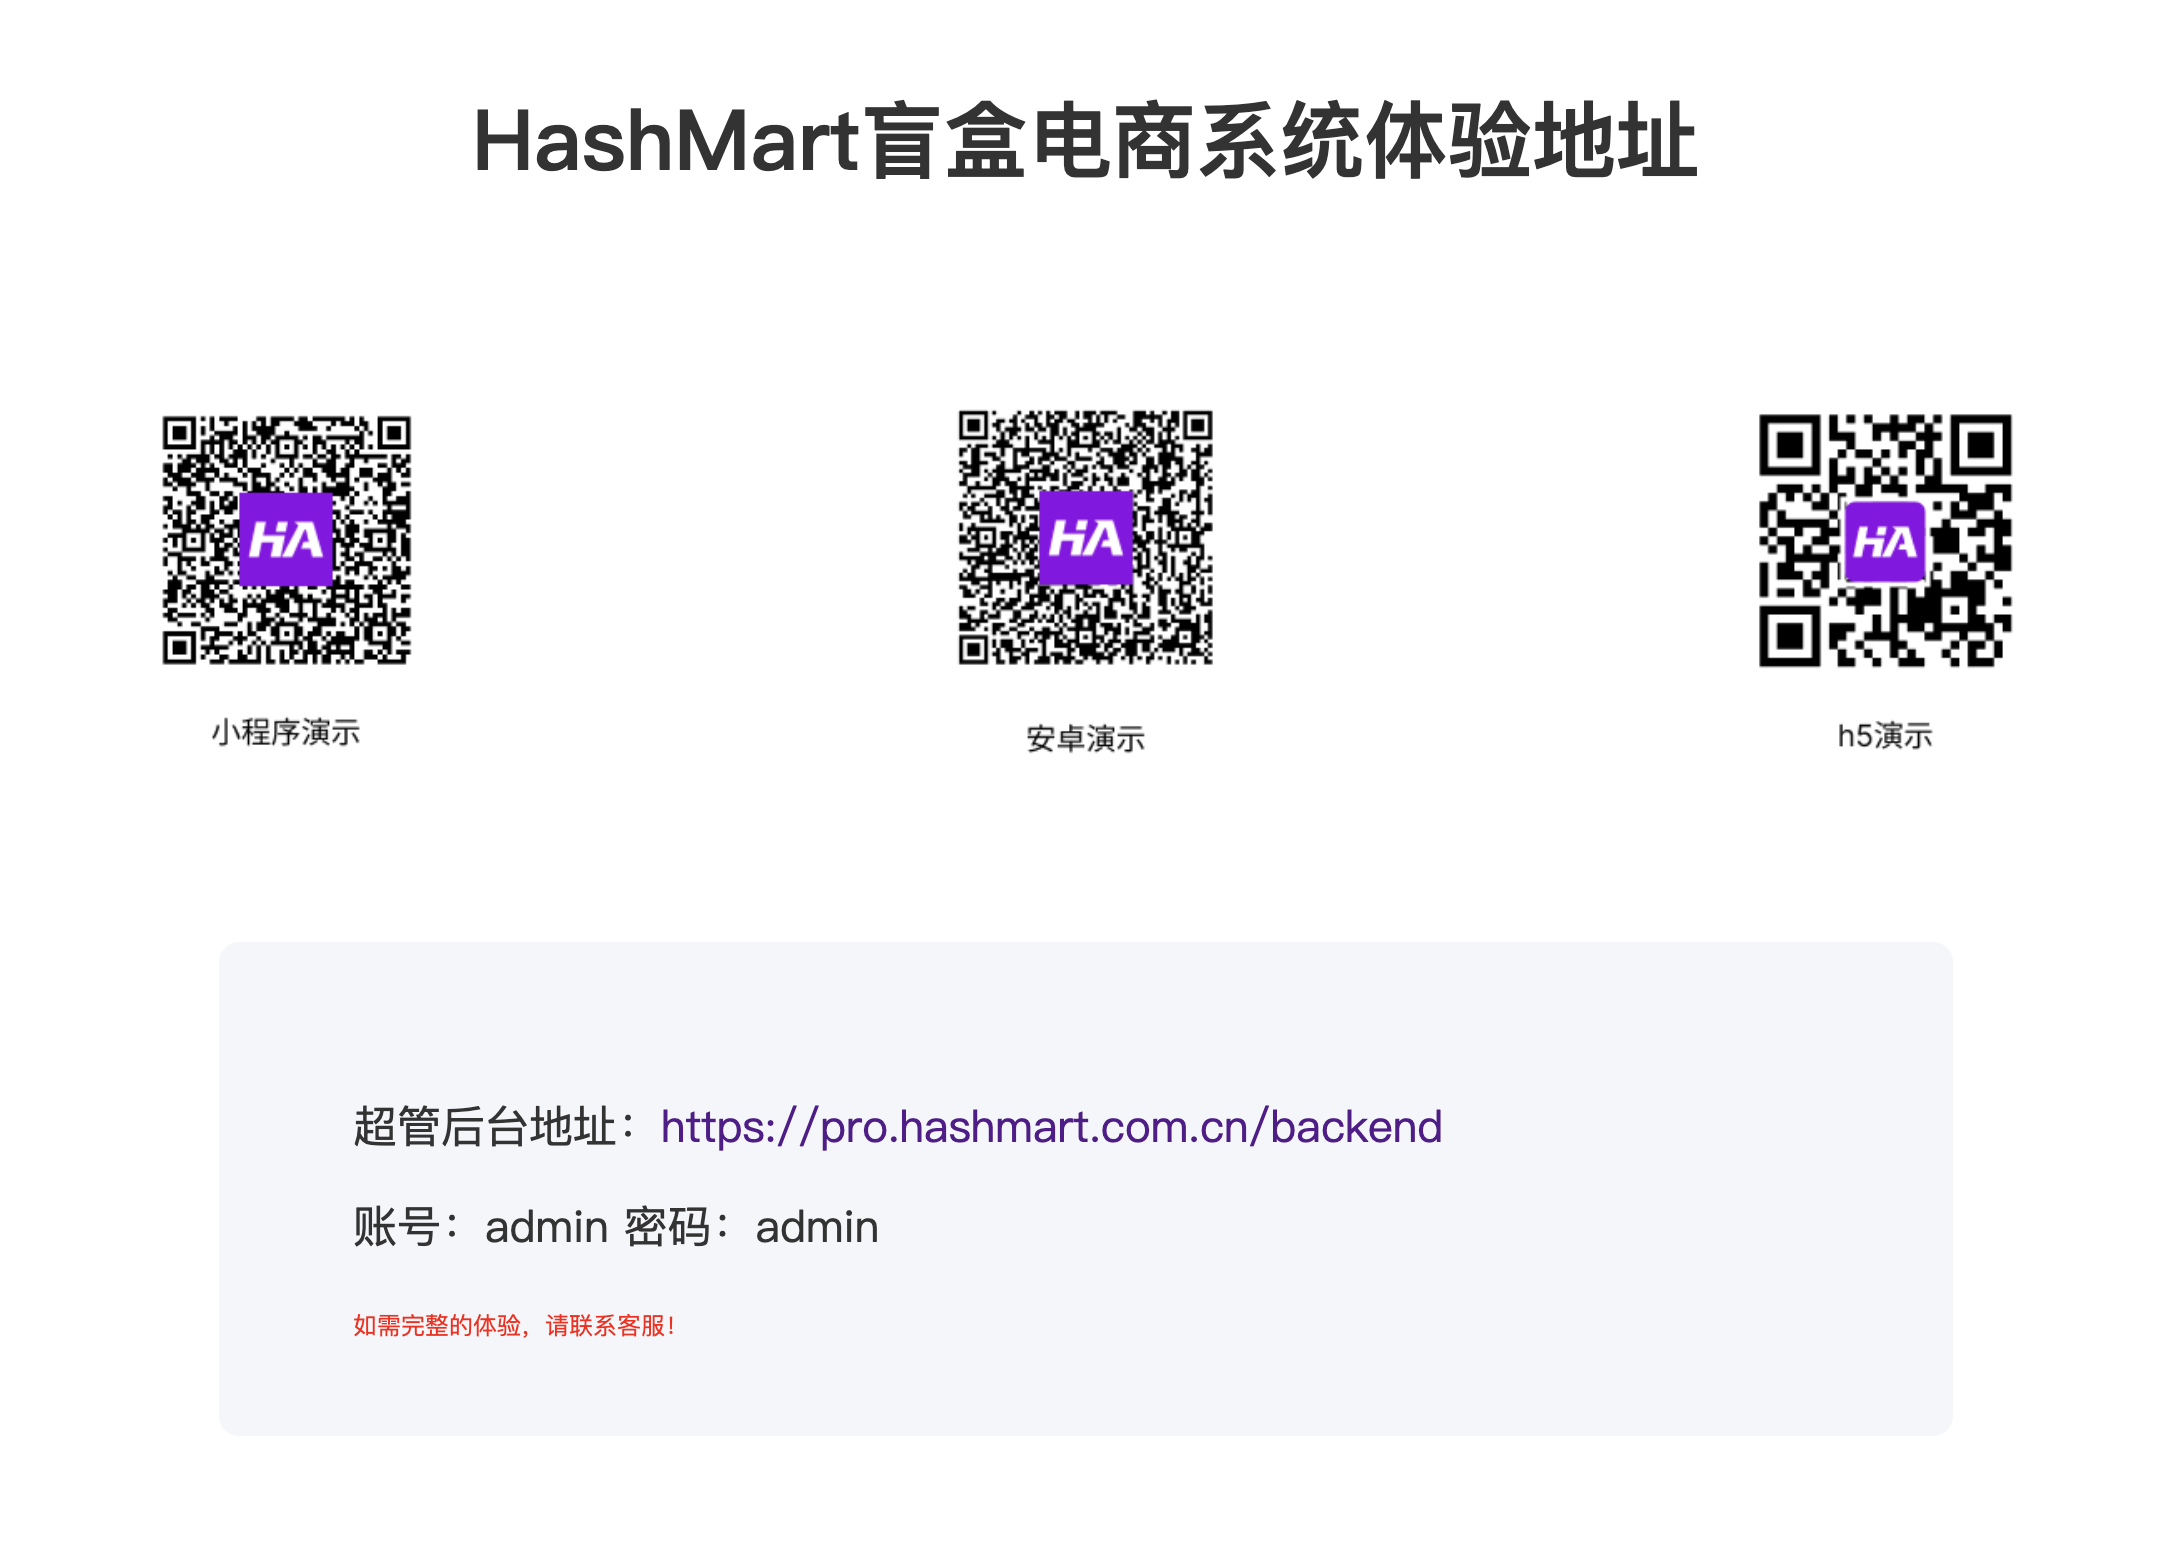 HashMart盲盒电商系统体验地址
HA
HA
HA
小程序演示
安卓演示
h5演示
超管后台地址：https://pro.hashmart.com.cn/backend
账号：admin 密码：admin
如需完整的体验，请联系客服！